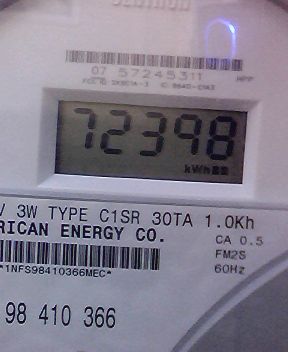 07 57245311
72398
kWh
V 3W TYPE C1SR 30TA 1.0Kh
RICAN ENERGY CO.
CA 0.5
FM2S
60Hz
*1NFS98410366MEC*
98 410 366